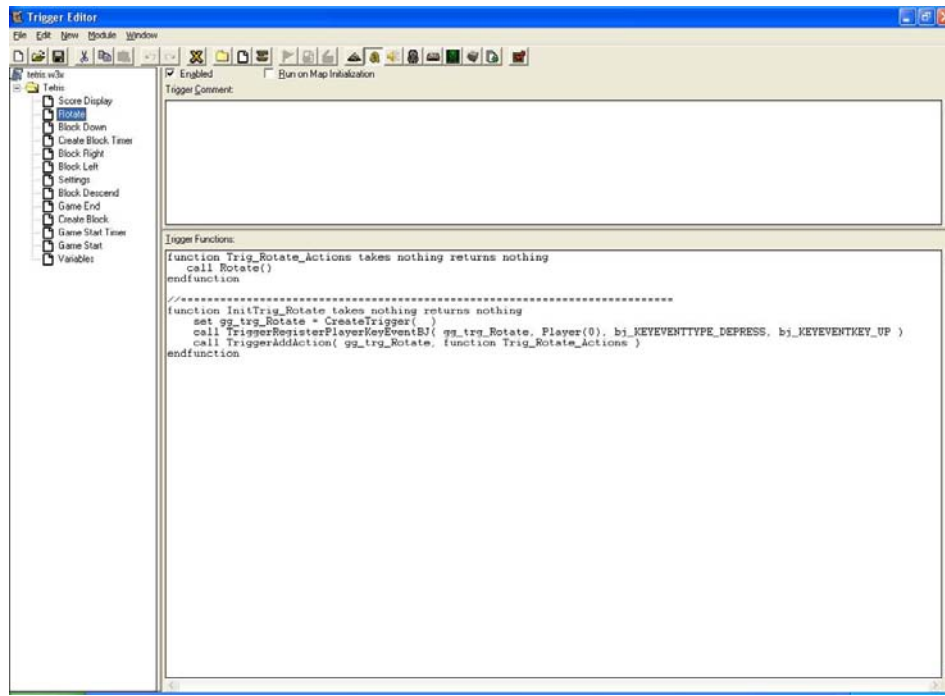 Trigger Editor
File Edit New Module Window
tetris.w3x
Tetris
Score Display
Rotate
Block Down
Create Block Timer
Block Right
Block Left
Settings
Block Descend
Game End
Create Block
Game Start Timer
Game Start
Variables
Enabled Run on Map Initialization
Trigger Comment:
Trigger Functions:
function Trig_Rotate_Actions takes nothing returns nothing
call Rotate()
endfunction
//===========================================================================
function InitTrig_Rotate takes nothing returns nothing
set gg_trg_Rotate = CreateTrigger(  )
call TriggerRegisterPlayerKeyEventBJ( gg_trg_Rotate, Player(0), bj_KEYEVENTTYPE_DEPRESS, bj_KEYEVENTKEY_UP )
call TriggerAddAction( gg_trg_Rotate, function Trig_Rotate_Actions )
endfunction